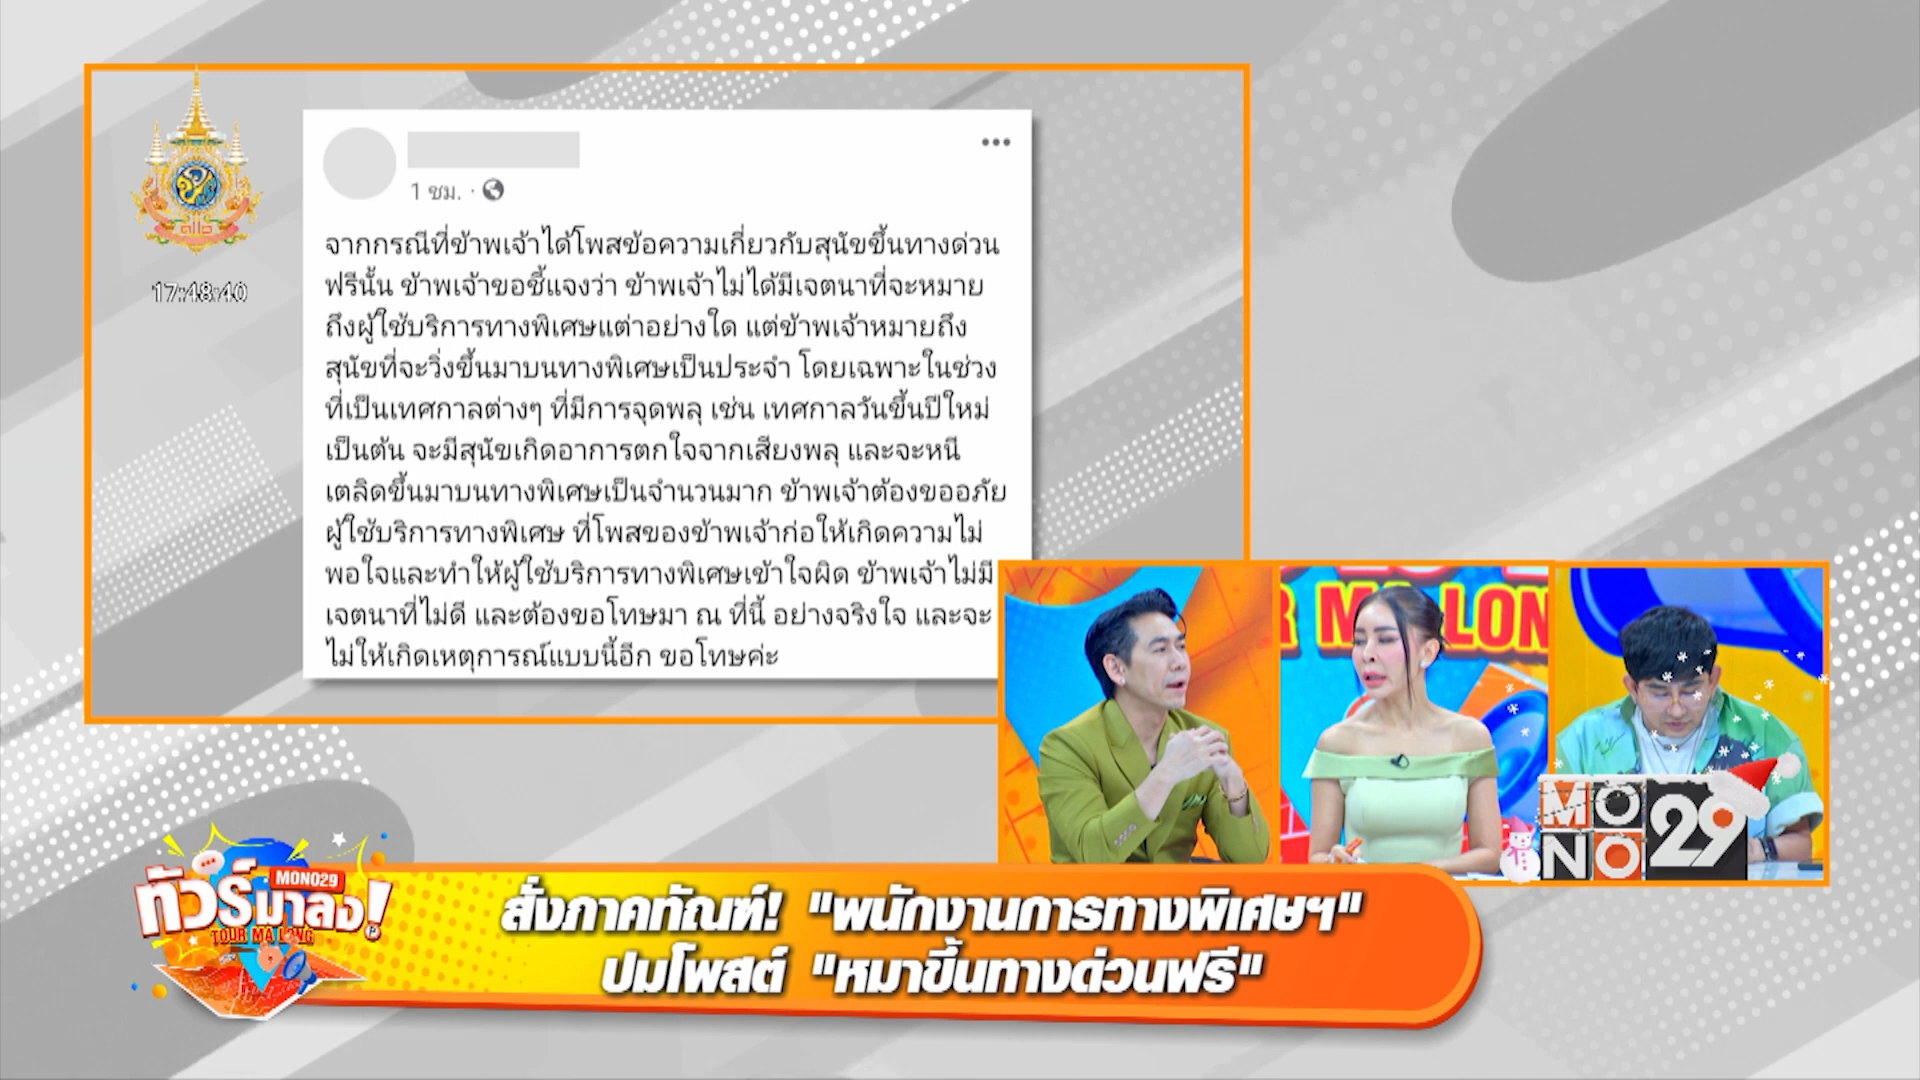 17:48:40
1 ชม.
จากกรณีที่ข้าพเจ้าได้โพสข้อความเกี่ยวกับสุนัขขึ้นทางด่วน
ฟรีนั้น ข้าพเจ้าขอชี้แจงว่า ข้าพเจ้าไม่ได้มีเจตนาที่จะหมาย
ถึงผู้ใช้บริการทางพิเศษแต่อย่างใด แต่ข้าพเจ้าหมายถึง
สุนัขที่จะวิ่งขึ้นมาบนทางพิเศษเป็นประจำ โดยเฉพาะในช่วง
ที่เป็นเทศกาลต่างๆ ที่มีการจุดพลุ เช่น เทศกาลวันขึ้นปีใหม่
เป็นต้น จะมีสุนัขเกิดอาการตกใจจากเสียงพลุ และจะหนี
เตลิดขึ้นมาบนทางพิเศษเป็นจำนวนมาก ข้าพเจ้าต้องขออภัย
ผู้ใช้บริการทางพิเศษ ที่โพสของข้าพเจ้าก่อให้เกิดความไม่
พอใจและทำให้ผู้ใช้บริการทางพิเศษเข้าใจผิด ข้าพเจ้าไม่มี
เจตนาที่ไม่ดี และต้องขอโทษมา ณ ที่นี้ อย่างจริงใจ และจะ
ไม่ให้เกิดเหตุการณ์แบบนี้อีก ขอโทษค่ะ
R MA LON
MONO 29
MONO29
ทัวร์มาลง!
TOUR MA LONG
สั่งภาคทัณฑ์! "พนักงานการทางพิเศษฯ"
ปมโพสต์ "หมาขึ้นทางด่วนฟรี"